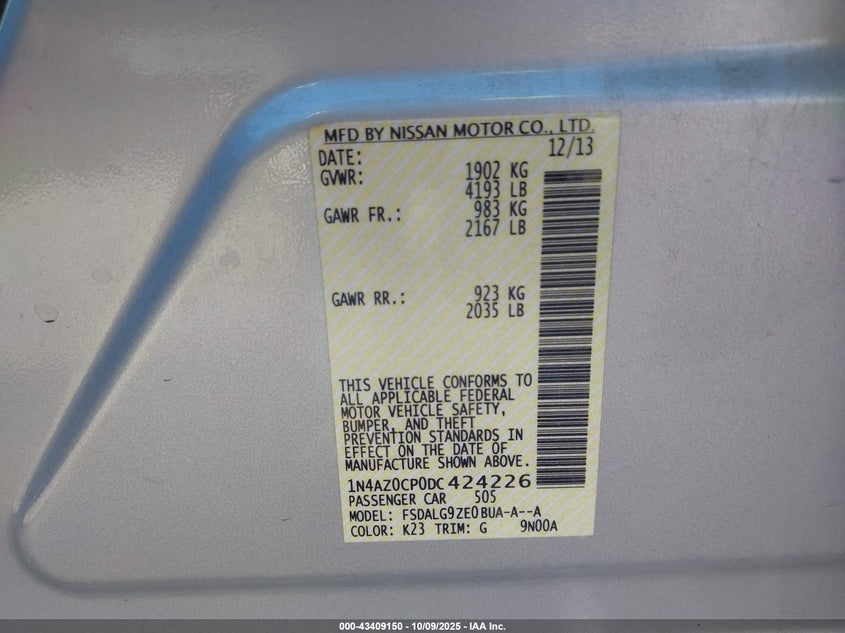 MFD BY NISSAN MOTOR CO., LTD.
DATE: 12/13
GVWR: 1902 KG
4193 LB
GAWR FR.: 983 KG
2167 LB
GAWR RR.: 923 KG
2035 LB
THIS VEHICLE CONFORMS TO
ALL APPLICABLE FEDERAL
MOTOR VEHICLE SAFETY,
BUMPER, AND THEFT
PREVENTION STANDARDS IN
EFFECT ON THE DATE OF
MANUFACTURE SHOWN ABOVE.
1N4AZ0CP0DC424226
PASSENGER CAR 505
MODEL: FSDALG9ZE0BUA-A--A
COLOR: K23 TRIM: G 9N00A
000-43409150 - 10/09/2025 - IAA Inc.